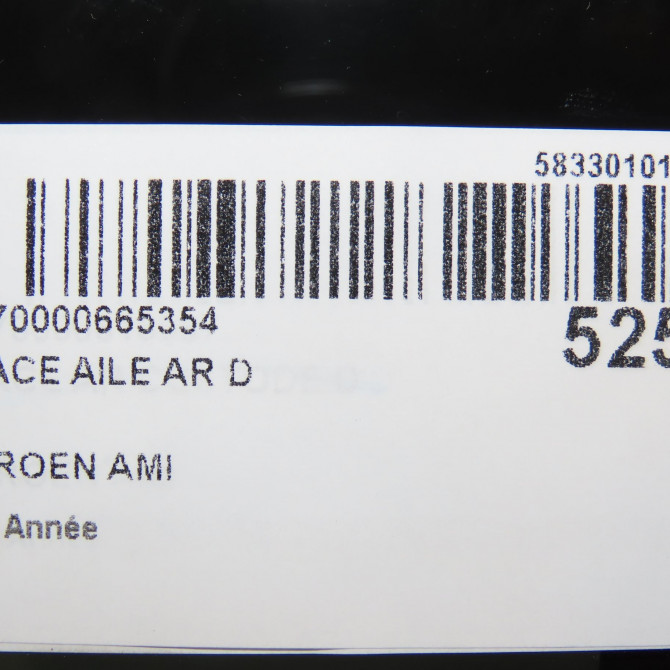 58330101
70000665354
525
ACE AILE AR D
ROEN AMI
Année